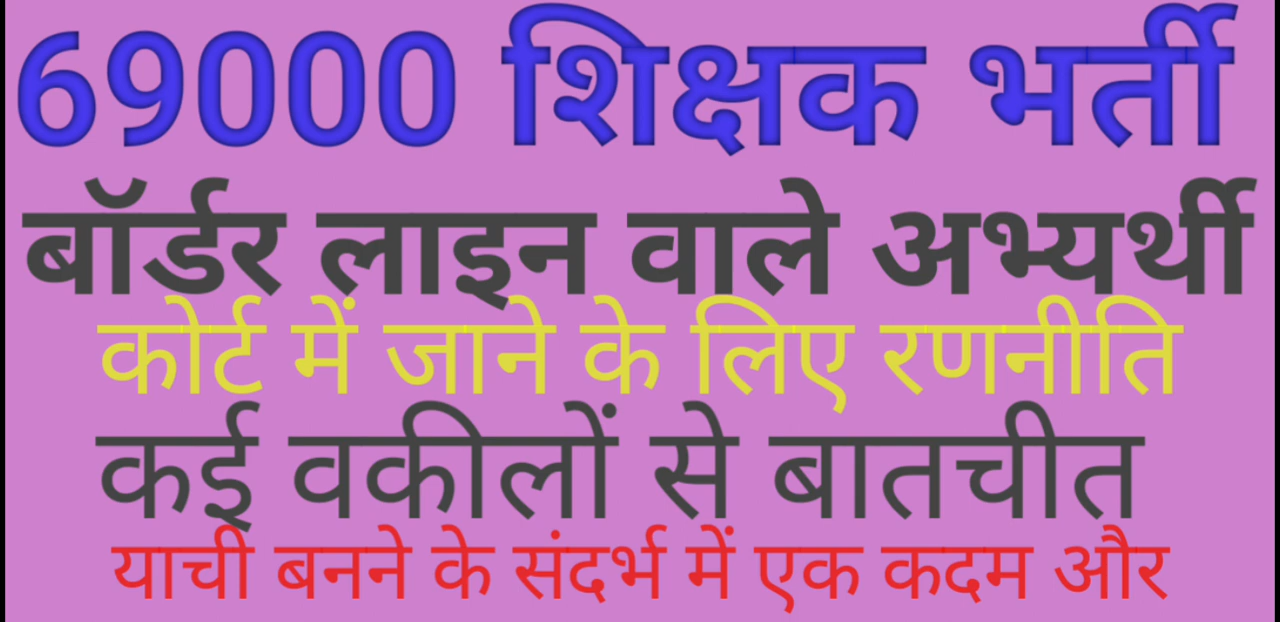 69000 शिक्षक भर्ती
बॉर्डर लाइन वाले अभ्यर्थी
कोर्ट में जाने के लिए रणनीति
कई वकीलों से बातचीत
याची बनने के संदर्भ में एक कदम और